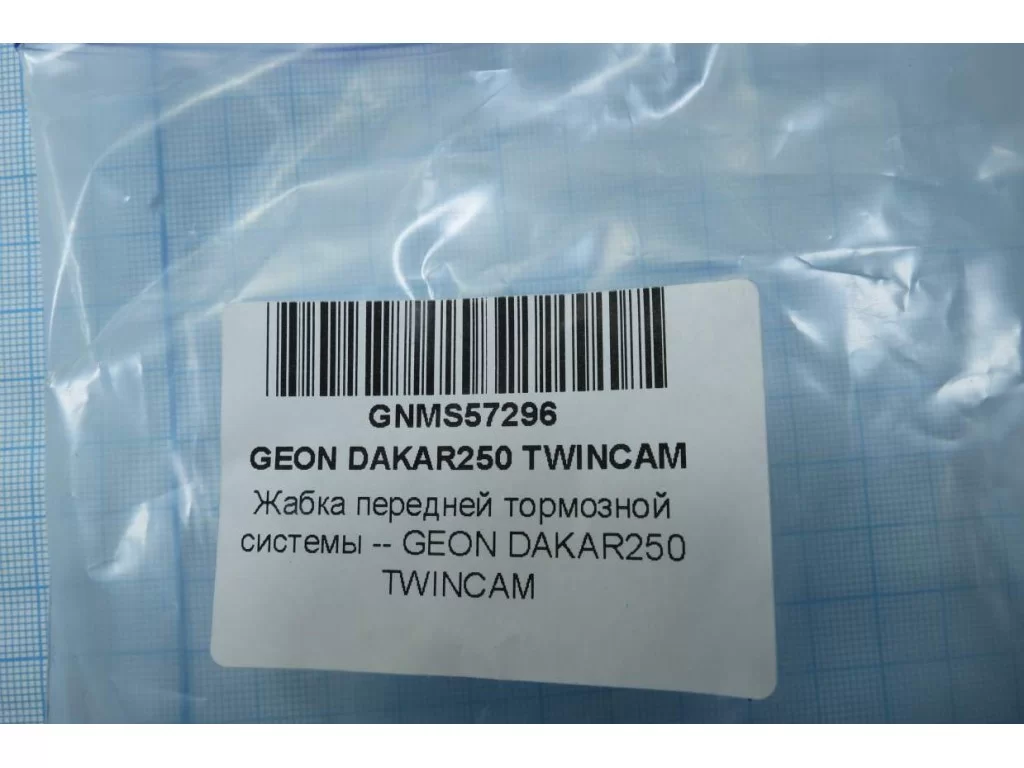 GNMS57296
GEON DAKAR250 TWINCAM
Жабка передней тормозной
системы -- GEON DAKAR250
TWINCAM